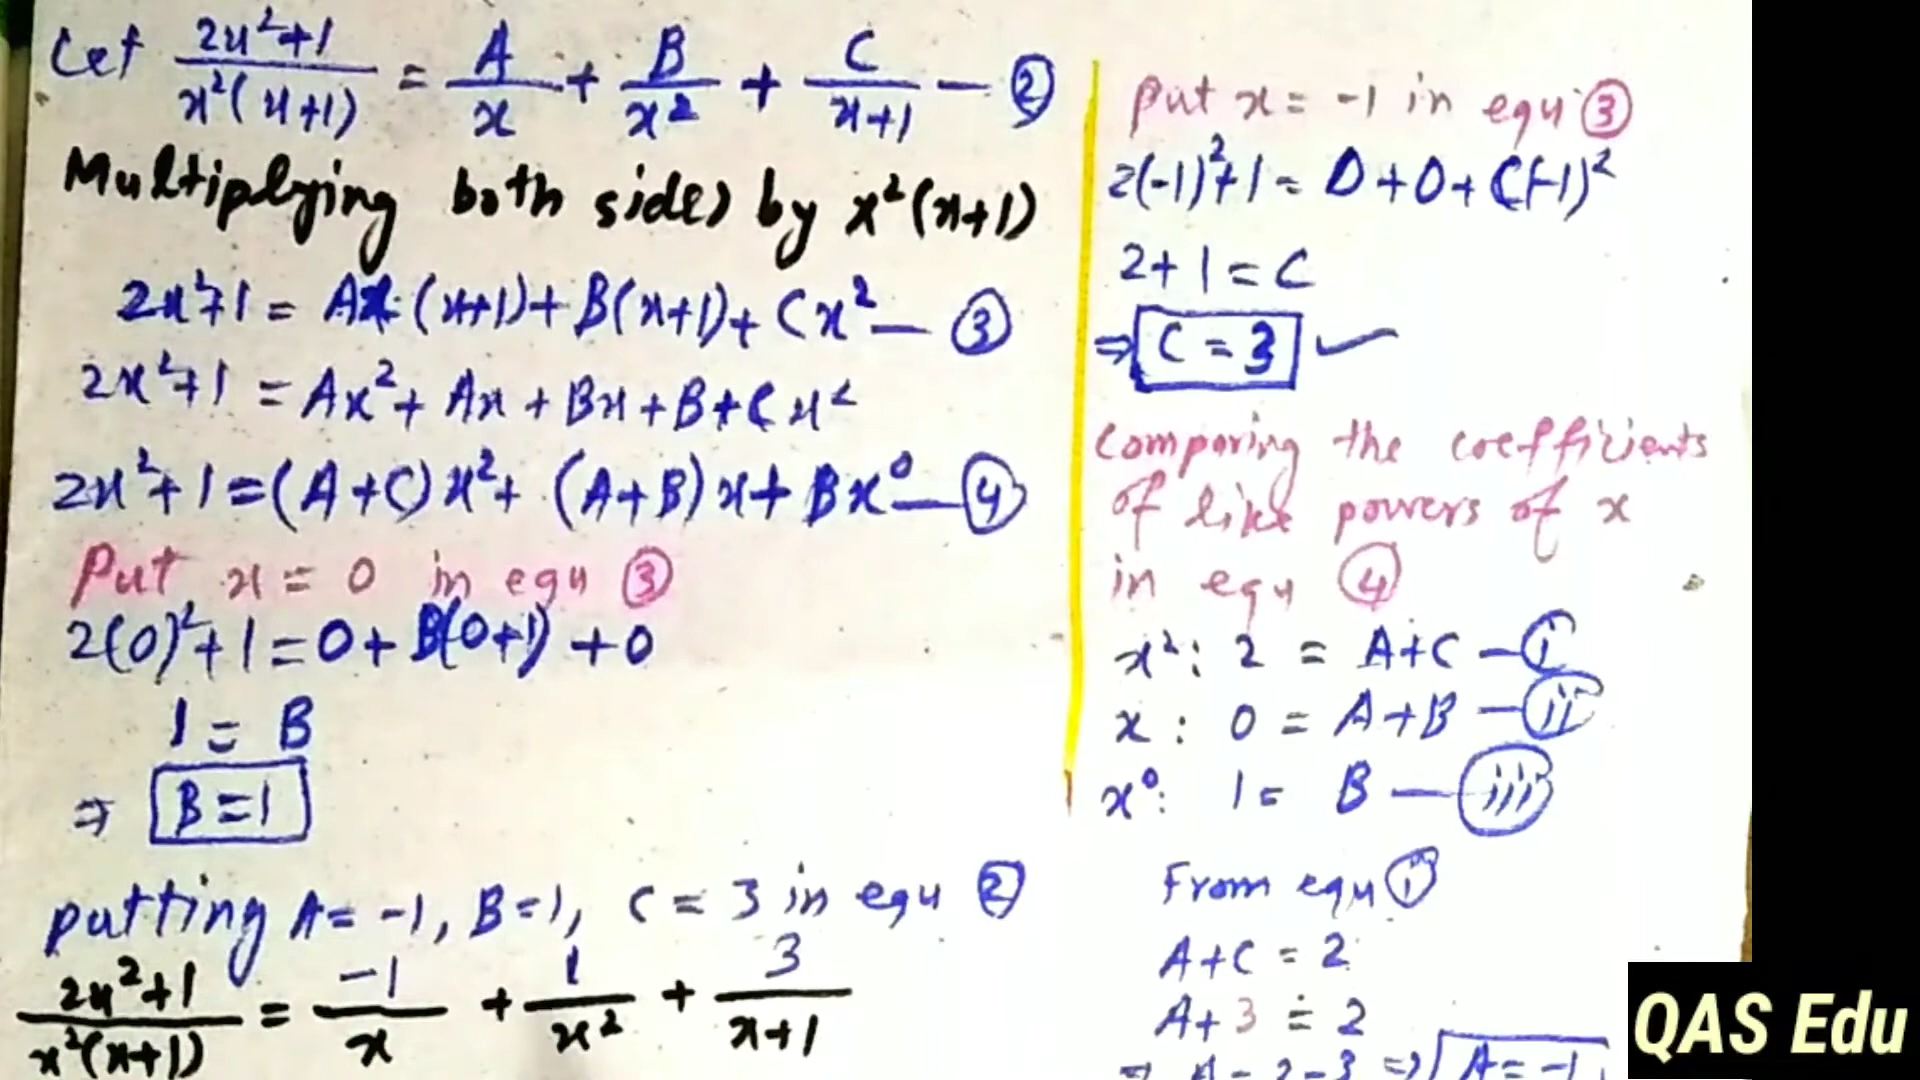 Let (2x²+1)/(x²(x+1)) = A/x + B/x² + C/(x+1) — ②
Multiplying both sides by x²(x+1)
2x²+1 = Ax·(x+1) + B(x+1) + Cx² — ③
2x²+1 = Ax² + Ax + Bx + B + Cx²
2x²+1 = (A+C)x² + (A+B)x + Bx⁰ — ④
Put x = 0 in equ ③
2(0)²+1 = 0 + B(0+1) + 0
1 = B
⇒ B = 1
putting A = -1, B = 1, C = 3 in equ ②
(2x²+1)/(x²(x+1)) = -1/x + 1/x² + 3/(x+1)
Put x = -1 in equ ③
2(-1)²+1 = 0+0+C(-1)²
2+1 = C
⇒ C = 3 ✓
Comparing the coefficients
of like powers of x
in equ ④
x²: 2 = A+C — (i)
x : 0 = A+B — (ii)
x⁰: 1 = B — (iii)
From equ (i)
A+C = 2
A+3 = 2
⇒ A = 2-3 ⇒ A = -1
QAS Edu